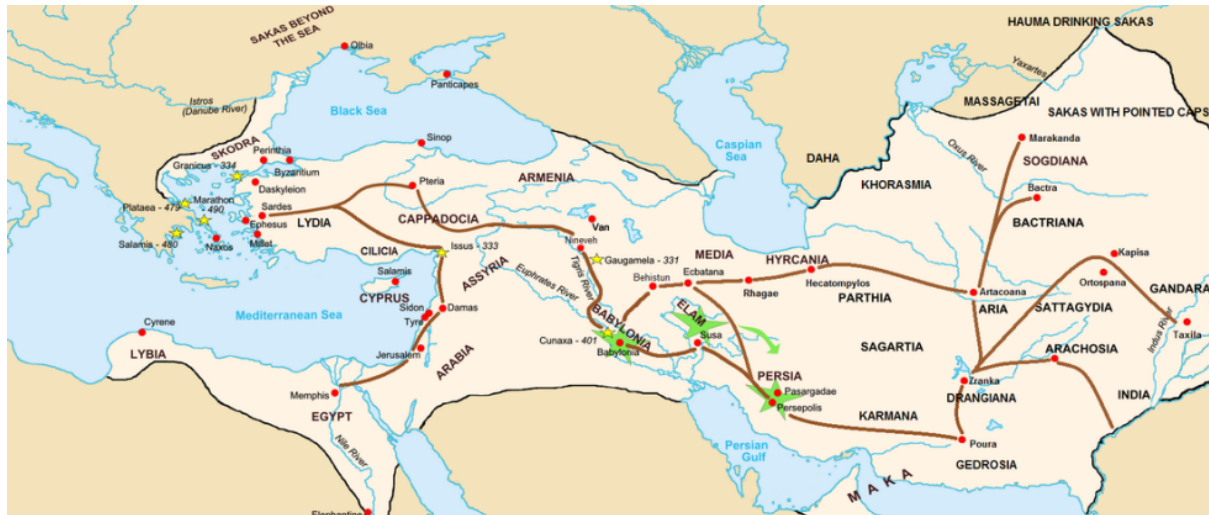 HAUMA DRINKING SAKAS
SAKAS BEYOND
THE SEA
Olbia
Panticapes
Yaxartes
Istros
(Danube River)
MASSAGETAI
SAKAS WITH POINTED CAPS
Black Sea
Caspian
Sea
Oxus River
Marakanda
SKODRA
Sinop
Perinthia
Byzantium
DAHA
SOGDIANA
Granicus - 334
ARMENIA
KHORASMIA
Daskyleion
Pteria
Bactra
Marathon
- 490
Plataea - 479
Sardes
LYDIA
CAPPADOCIA
BACTRIANA
Ephesus
Van
Salamis - 480
Naxos
Millet
Nineveh
CILICIA
Issus - 333
MEDIA
HYRCANIA
Kapisa
Gaugamela - 331
Tigris River
ASSYRIA
Behistun
Ecbatana
Ortospana
Salamis
Euphrates River
Rhagae
Hecatompylos
GANDARA
CYPRUS
PARTHIA
Artacoana
ARIA
SATTAGYDIA
Sidon
Tyre
Damas
ELAM
Mediterranean Sea
BABYLONIA
Cyrene
Cunaxa - 401
Susa
Indus River
Taxila
LYBIA
Jerusalem
ARABIA
Babylonia
SAGARTIA
ARACHOSIA
PERSIA
Zranka
Memphis
Pasargadae
DRANGIANA
INDIA
Persepolis
EGYPT
KARMANA
Nile River
Persian
Gulf
Poura
GEDROSIA
MAKA
Elephantine